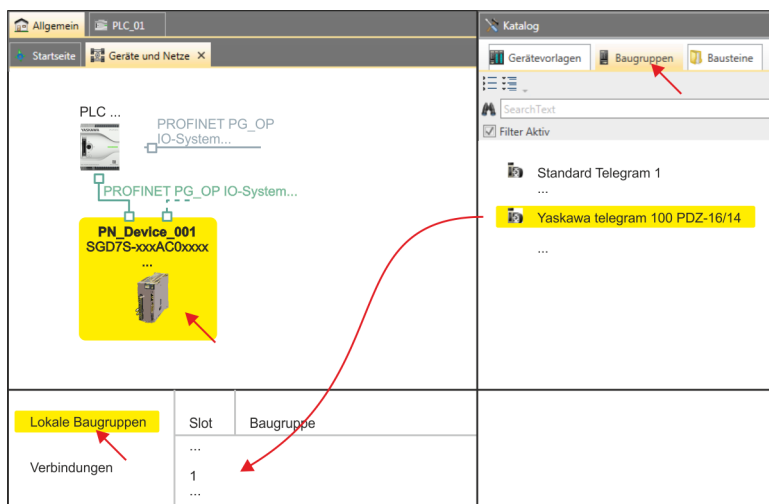 Allgemein
PLC_01
Startseite
Geräte und Netze
PLC ...
PROFINET PG_OP
IO-System...
PROFINET PG_OP IO-System...
PN_Device_001
SGD7S-xxxAC0xxxx
...
Katalog
Gerätevorlagen
Baugruppen
Bausteine
SearchText
Filter Aktiv
Standard Telegram 1
...
Yaskawa telegram 100 PDZ-16/14
...
Lokale Baugruppen
Verbindungen
Slot Baugruppe
...
1
...